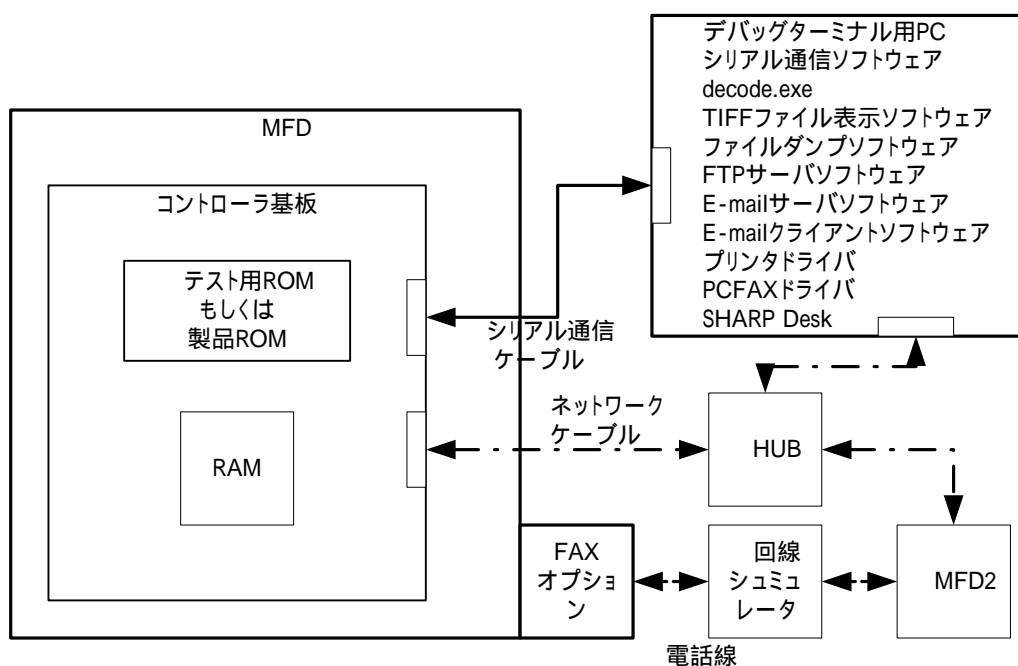 デバッグターミナル用PC
シリアル通信ソフトウェア
decode.exe
TIFFファイル表示ソフトウェア
ファイルダンプソフトウェア
FTPサーバソフトウェア
E-mailサーバソフトウェア
E-mailクライアントソフトウェア
プリンタドライバ
PCFAXドライバ
SHARP Desk
MFD
コントローラ基板
テスト用ROM
もしくは
製品ROM
シリアル通信
ケーブル
RAM
ネットワーク
ケーブル
HUB
FAX
オプショ
ン
回線
シュミュ
レータ
MFD2
電話線